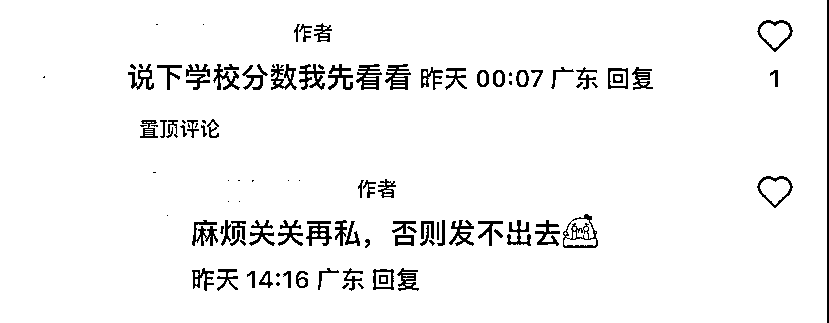 作者
说下学校分数我先看看 昨天 00:07 广东 回复
1
置顶评论
作者
麻烦关关再私，否则发不出去
昨天 14:16 广东 回复